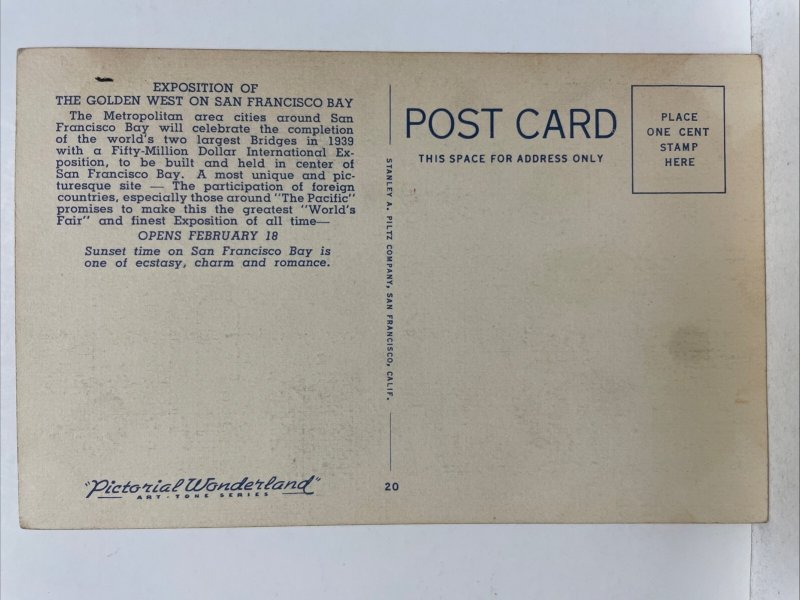 EXPOSITION OF
THE GOLDEN WEST ON SAN FRANCISCO BAY
The Metropolitan area cities around San
Francisco Bay will celebrate the completion
of the world's two largest Bridges in 1939
with a Fifty-Million Dollar International Ex-
position, to be built and held in center of
San Francisco Bay. A most unique and pic-
turesque site — The participation of foreign
countries, especially those around "The Pacific"
promises to make this the greatest "World's
Fair" and finest Exposition of all time—
OPENS FEBRUARY 18
Sunset time on San Francisco Bay is
one of ecstasy, charm and romance.
"Pictorial Wonderland"
ART-TONE SERIES
STANLEY A. PILTZ COMPANY, SAN FRANCISCO, CALIF.
20
POST CARD
THIS SPACE FOR ADDRESS ONLY
PLACE
ONE CENT
STAMP
HERE